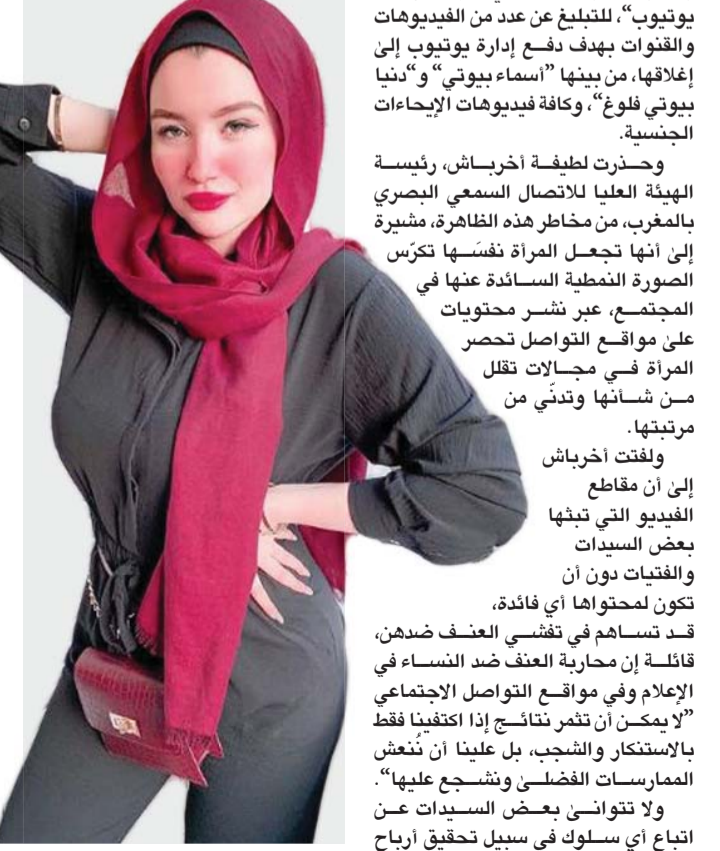 يوتيوب“، للتبليغ عن عدد من الفيديوهات
والقنوات بهدف دفع إدارة يوتيوب إلى
إغلاقها، من بينها ”أسماء بيوتي“ و“دنيا
بيوتي فلوغ“، وكافة فيديوهات الإيحاءات
الجنسية.
وحذرت لطيفة أخرباش، رئيسة
الهيئة العليا للاتصال السمعي البصري
بالمغرب، من مخاطر هذه الظاهرة، مشيرة
إلى أنها تجعل المرأة نفسَها تكرّس
الصورة النمطية السائدة عنها في
المجتمع، عبر نشر محتويات
على مواقع التواصل تحصر
المرأة في مجالات تقلل
من شأنها وتدنّي من
مرتبتها.
ولفتت أخرباش
إلى أن مقاطع
الفيديو التي تبثها
بعض السيدات
والفتيات دون أن
تكون لمحتواها أي فائدة،
قد تساهم في تفشي العنف ضدهن،
قائلة إن محاربة العنف ضد النساء في
الإعلام وفي مواقع التواصل الاجتماعي
”لا يمكن أن تثمر نتائج إذا اكتفينا فقط
بالاستنكار والشجب، بل علينا أن نُنعش
الممارسات الفضلى ونشجع عليها“.
ولا تتوانى بعض السيدات عن
اتباع أي سلوك في سبيل تحقيق أرباح